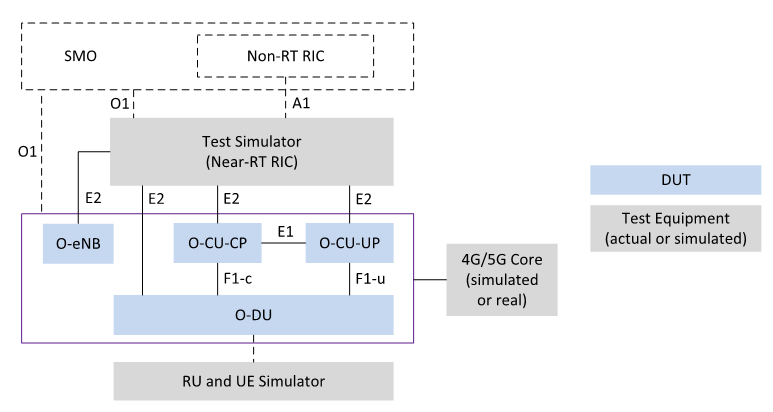 SMO
Non-RT RIC
O1
A1
O1
Test Simulator
(Near-RT RIC)
E2
E2
E2
E2
O-eNB
O-CU-CP
E1
O-CU-UP
F1-c
F1-u
O-DU
RU and UE Simulator
4G/5G Core
(simulated
or real)
DUT
Test Equipment
(actual or simulated)